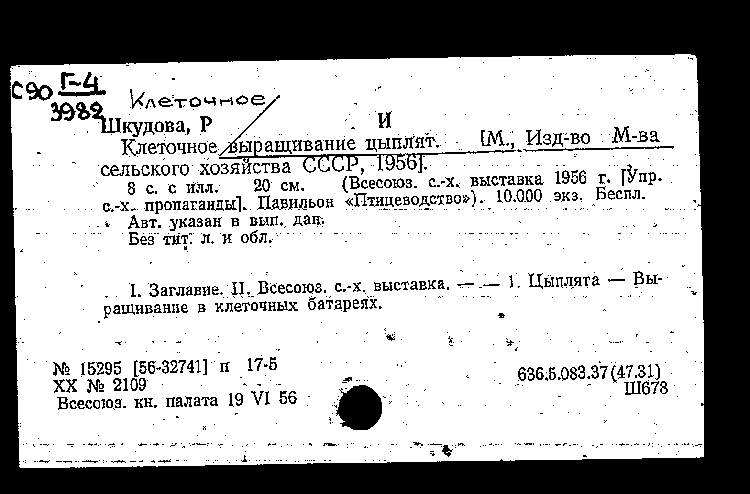 С90 Г-4
3982
Клеточное
Шкудова, Р И
Клеточное выращивание цыплят. [М., Изд-во М-ва
сельского хозяйства СССР, 1956].
8 с. с илл. 20 см. (Всесоюз. с.-х. выставка 1956 г. [Упр.
с.-х. пропаганды]. Павильон «Птицеводство»). 10.000 экз. Беспл.
Авт. указан в вып. дан.
Без тит. л. и обл.
I. Заглавие. II. Всесоюз. с.-х. выставка. — — 1. Цыплята — Вы-
ращивание в клеточных батареях.
№ 15295 [56-32741] п 17-5
636.5.083.37(47.31)
XX № 2109
Ш678
Всесоюз. кн. палата 19 VI 56